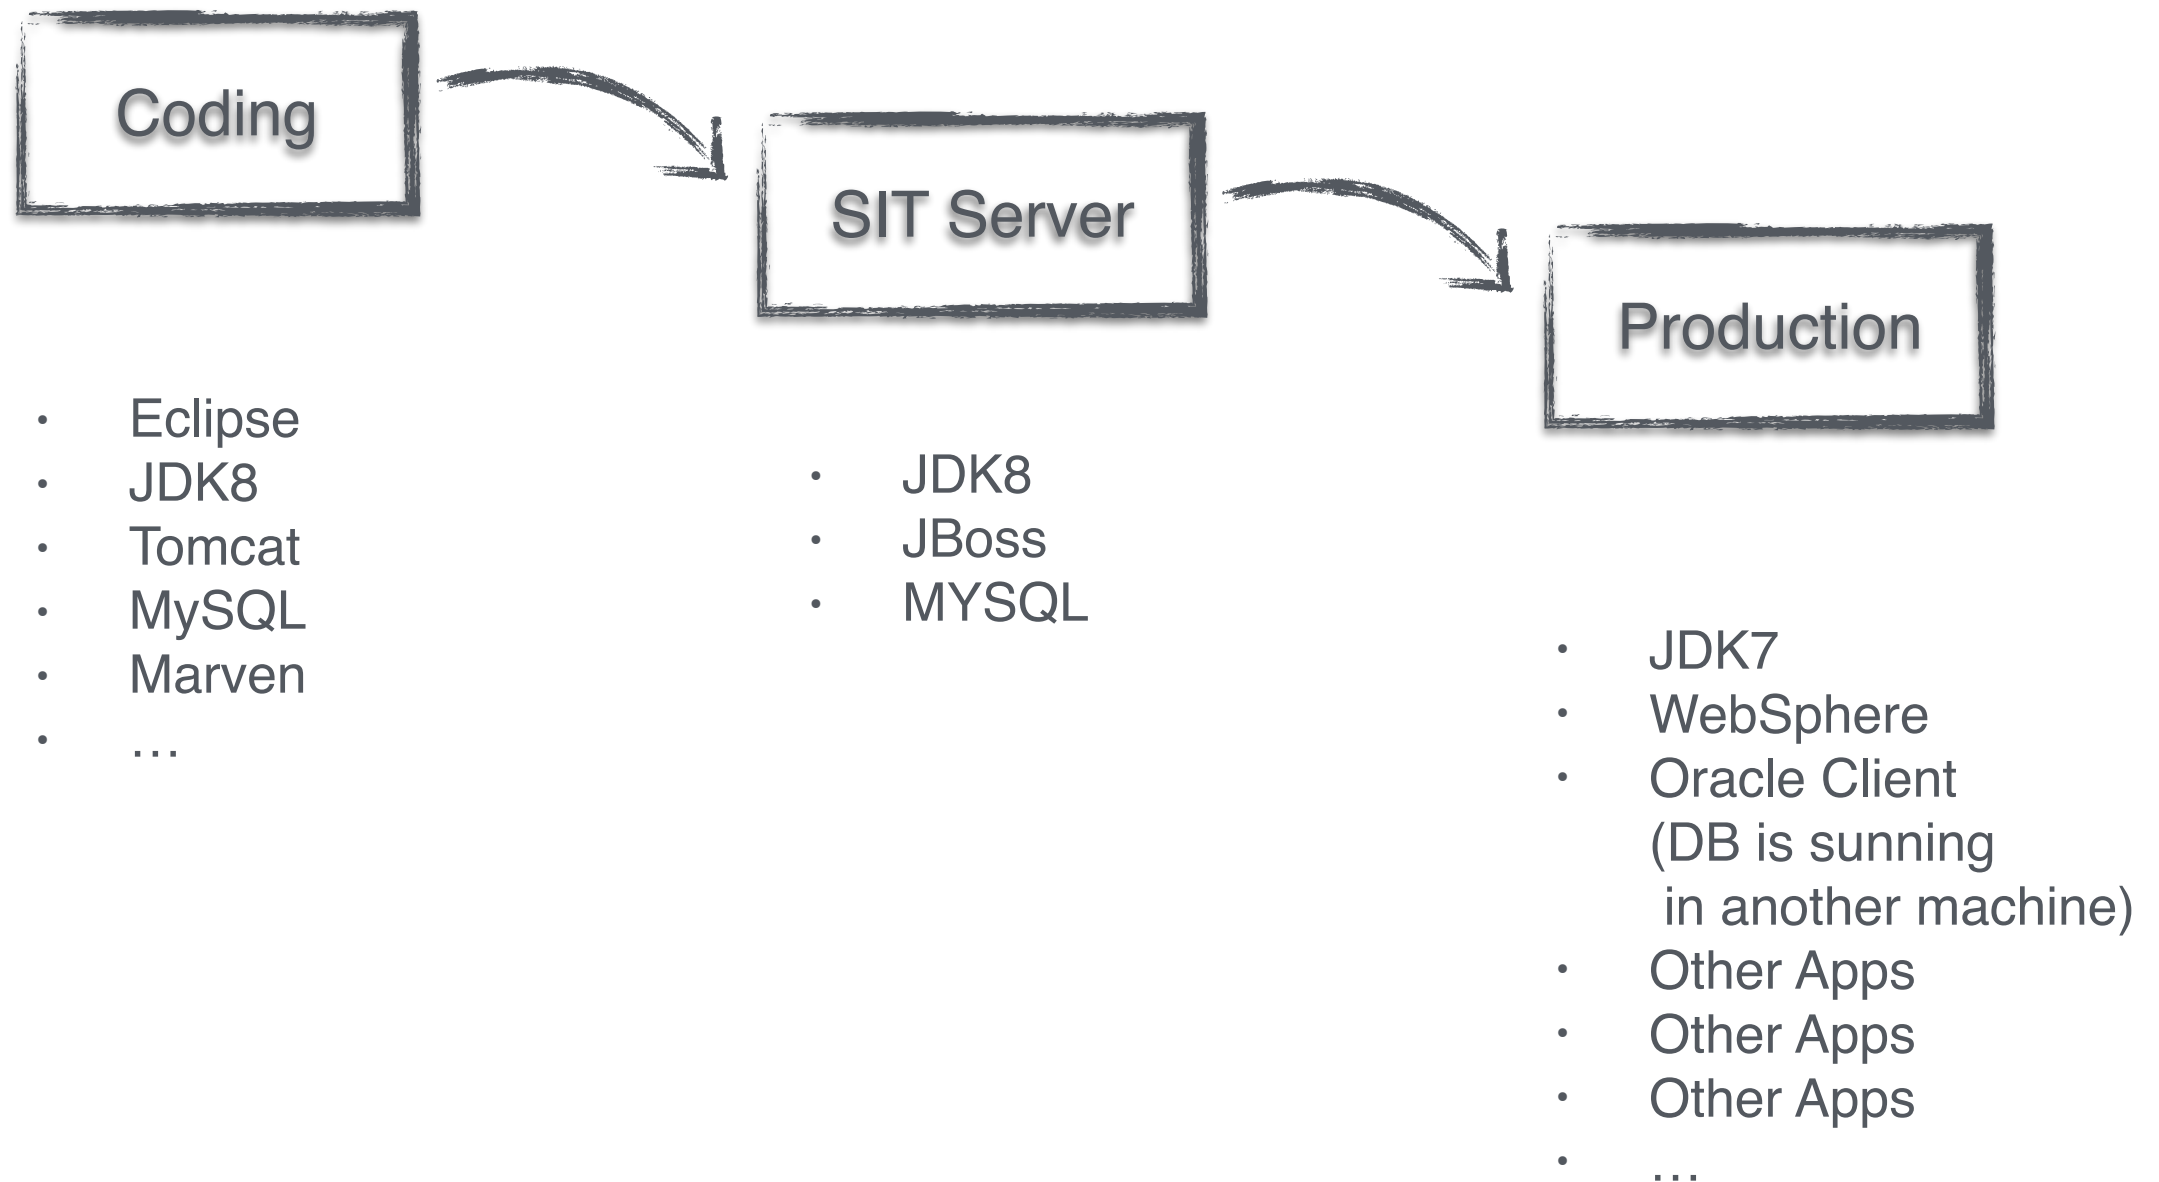 Coding
SIT Server
Production
• Eclipse
• JDK8
• Tomcat
• MySQL
• Marven
• …
• JDK8
• JBoss
• MYSQL
• JDK7
• WebSphere
• Oracle Client
(DB is sunning
in another machine)
• Other Apps
• Other Apps
• Other Apps
• …